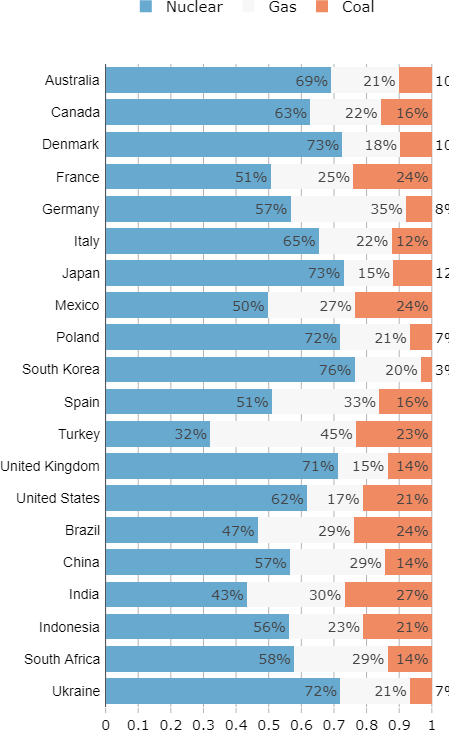 Nuclear Gas Coal
Australia 69% 21% 10
Canada 63% 22% 16%
Denmark 73% 18% 10
France 51% 25% 24%
Germany 57% 35% 8%
Italy 65% 22% 12%
Japan 73% 15% 12
Mexico 50% 27% 24%
Poland 72% 21% 7%
South Korea 76% 20% 3%
Spain 51% 33% 16%
Turkey 32% 45% 23%
United Kingdom 71% 15% 14%
United States 62% 17% 21%
Brazil 47% 29% 24%
China 57% 29% 14%
India 43% 30% 27%
Indonesia 56% 23% 21%
South Africa 58% 29% 14%
Ukraine 72% 21% 7%
0 0.1 0.2 0.3 0.4 0.5 0.6 0.7 0.8 0.9 1